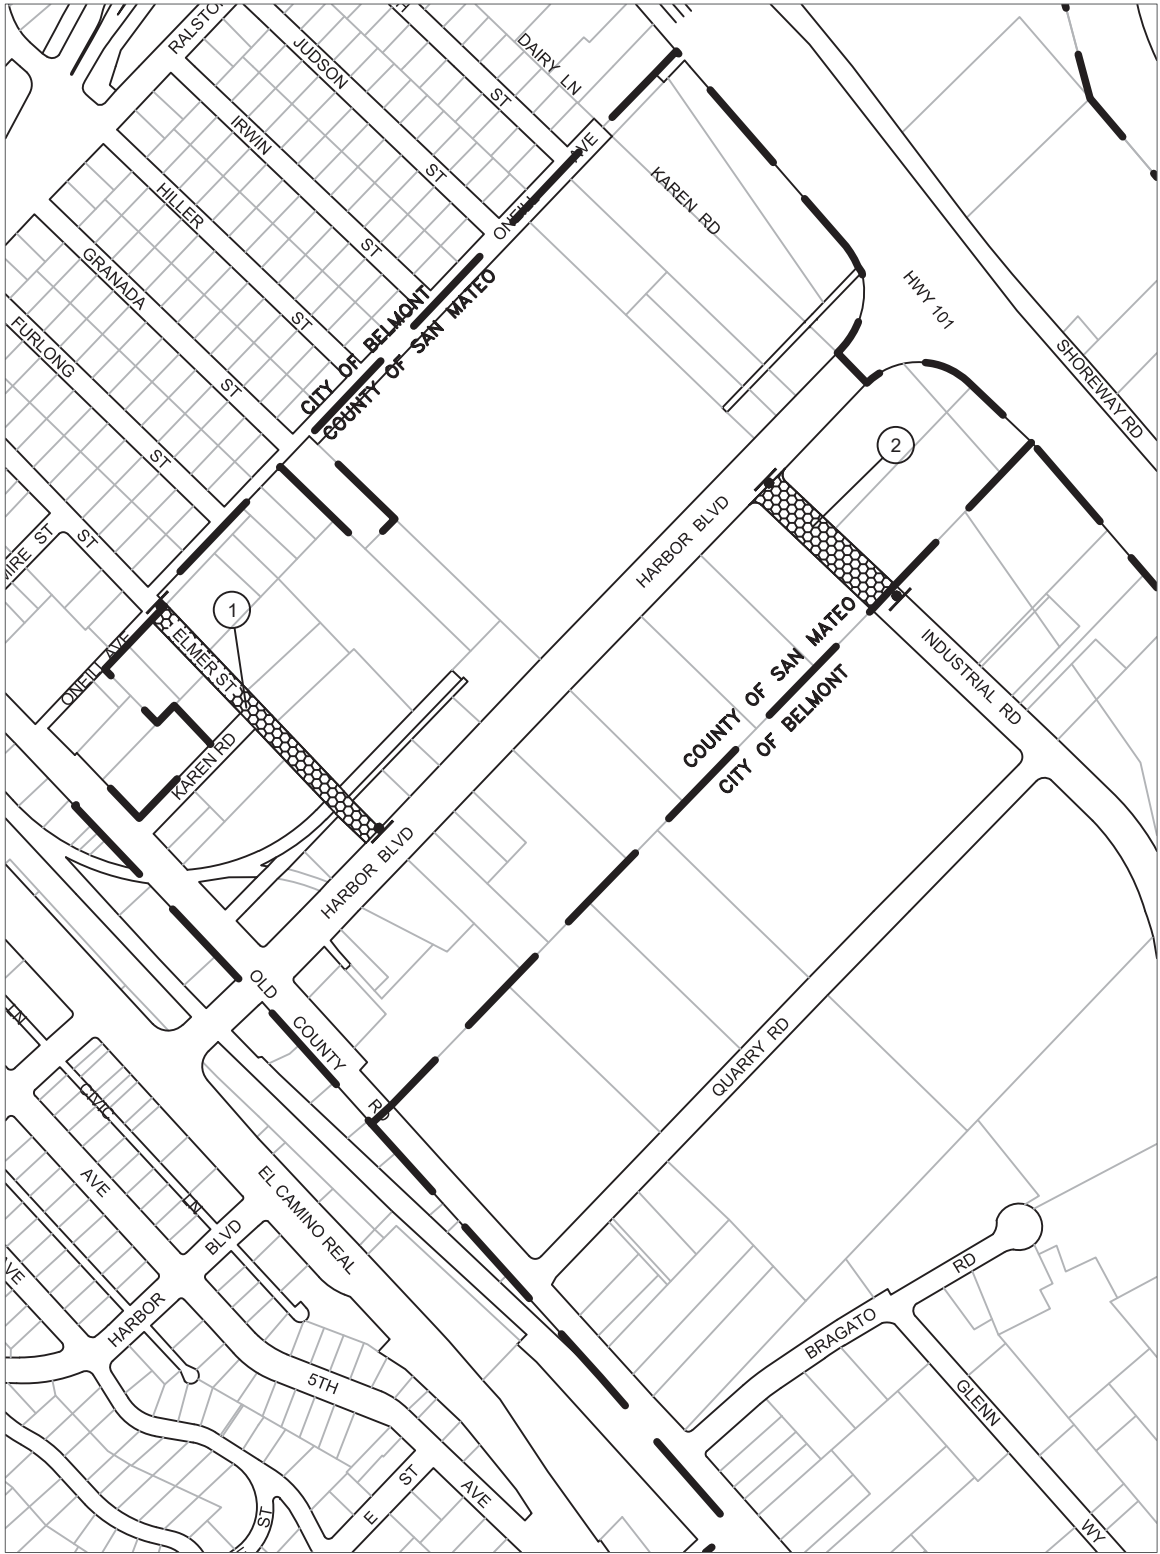 RALSTO
JUDSON
ST
DAIRY LN
IRWIN
ST
AVE
ONEILL
KAREN RD
HILLER
ST
GRANADA
ST
FURLONG
ST
CITY OF BELMONT
COUNTY OF SAN MATEO
HWY 101
SHOREWAY RD
2
HARBOR BLVD
MIRE ST
ST
1
ELMER ST
ONEILL AVE
KAREN RD
COUNTY OF SAN MATEO
CITY OF BELMONT
INDUSTRIAL RD
HARBOR BLVD
OLD
COUNTY
RD
LN
CIVIC
LN
AVE
QUARRY RD
EL CAMINO REAL
BLVD
HARBOR
VE
5TH
AVE
E ST
ST
BRAGATO
RD
GLENN
WY